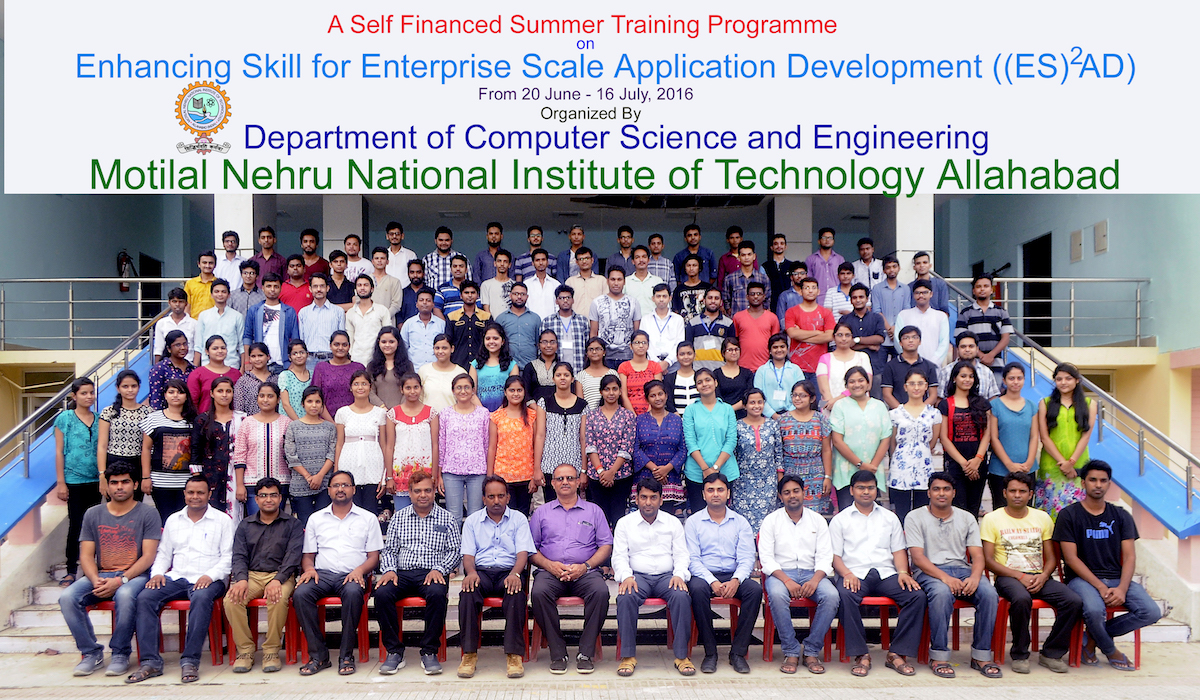 A Self Financed Summer Training Programme
on
Enhancing Skill for Enterprise Scale Application Development ((ES)²AD)
From 20 June - 16 July, 2016
Organized By
Department of Computer Science and Engineering
Motilal Nehru National Institute of Technology Allahabad
PUMA